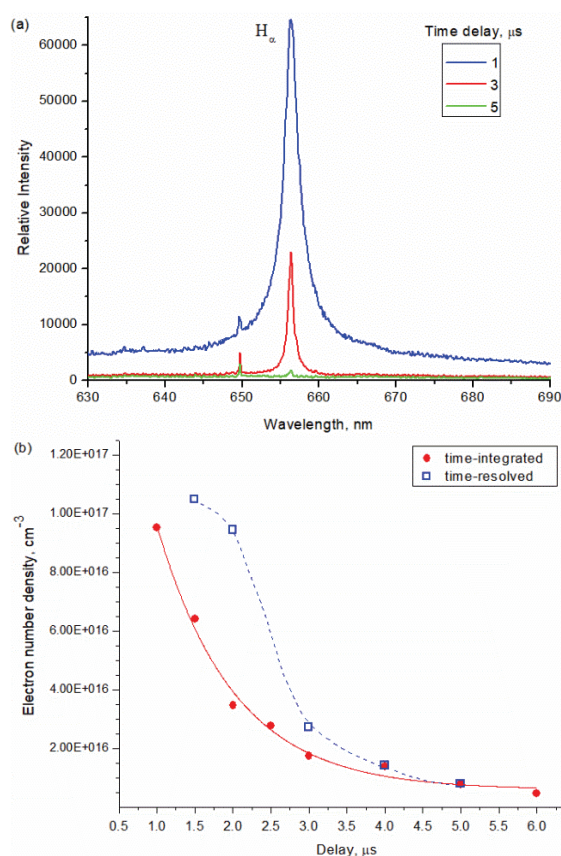 (a)
H α
Time delay, μs
1
3
5
Relative Intensity
60000
50000
40000
30000
20000
10000
0
630 640 650 660 670 680 690
Wavelength, nm
(b)
time-integrated
time-resolved
Electron number density, cm-3
1.20E+017
1.00E+017
8.00E+016
6.00E+016
4.00E+016
2.00E+016
0.5 1.0 1.5 2.0 2.5 3.0 3.5 4.0 4.5 5.0 5.5 6.0
Delay, μs